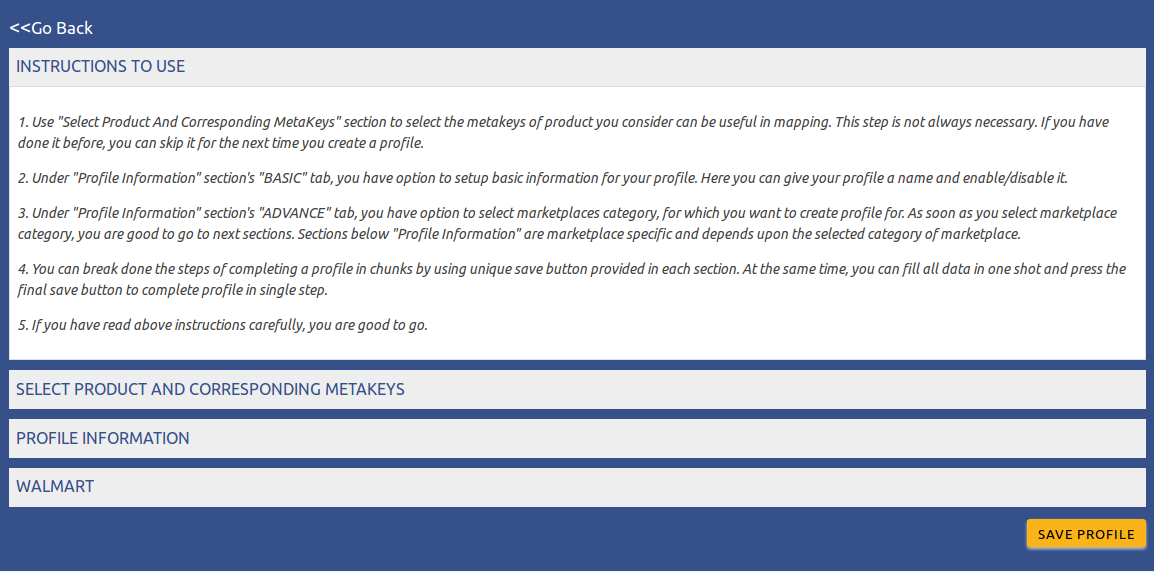 <<Go Back
INSTRUCTIONS TO USE
1. Use "Select Product And Corresponding MetaKeys" section to select the metakeys of product you consider can be useful in mapping. This step is not always necessary. If you have
done it before, you can skip it for the next time you create a profile.
2. Under "Profile Information" section's "BASIC" tab, you have option to setup basic information for your profile. Here you can give your profile a name and enable/disable it.
3. Under "Profile Information" section's "ADVANCE" tab, you have option to select marketplaces category, for which you want to create profile for. As soon as you select marketplace
category, you are good to go to next sections. Sections below "Profile Information" are marketplace specific and depends upon the selected category of marketplace.
4. You can break done the steps of completing a profile in chunks by using unique save button provided in each section. At the same time, you can fill all data in one shot and press the
final save button to complete profile in single step.
5. If you have read above instructions carefully, you are good to go.
SELECT PRODUCT AND CORRESPONDING METAKEYS
PROFILE INFORMATION
WALMART
SAVE PROFILE